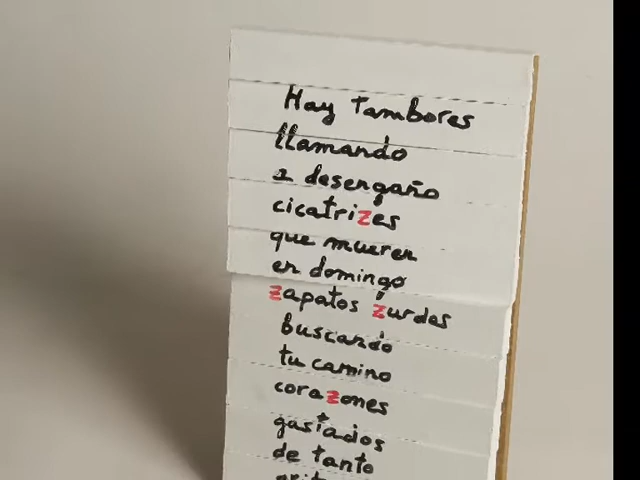 Hay tambores
llamando
a desengaño
cicatrizes
que mueren
en domingo
zapatos zurdos
buscando
tu camino
corazones
gastados
de tanto